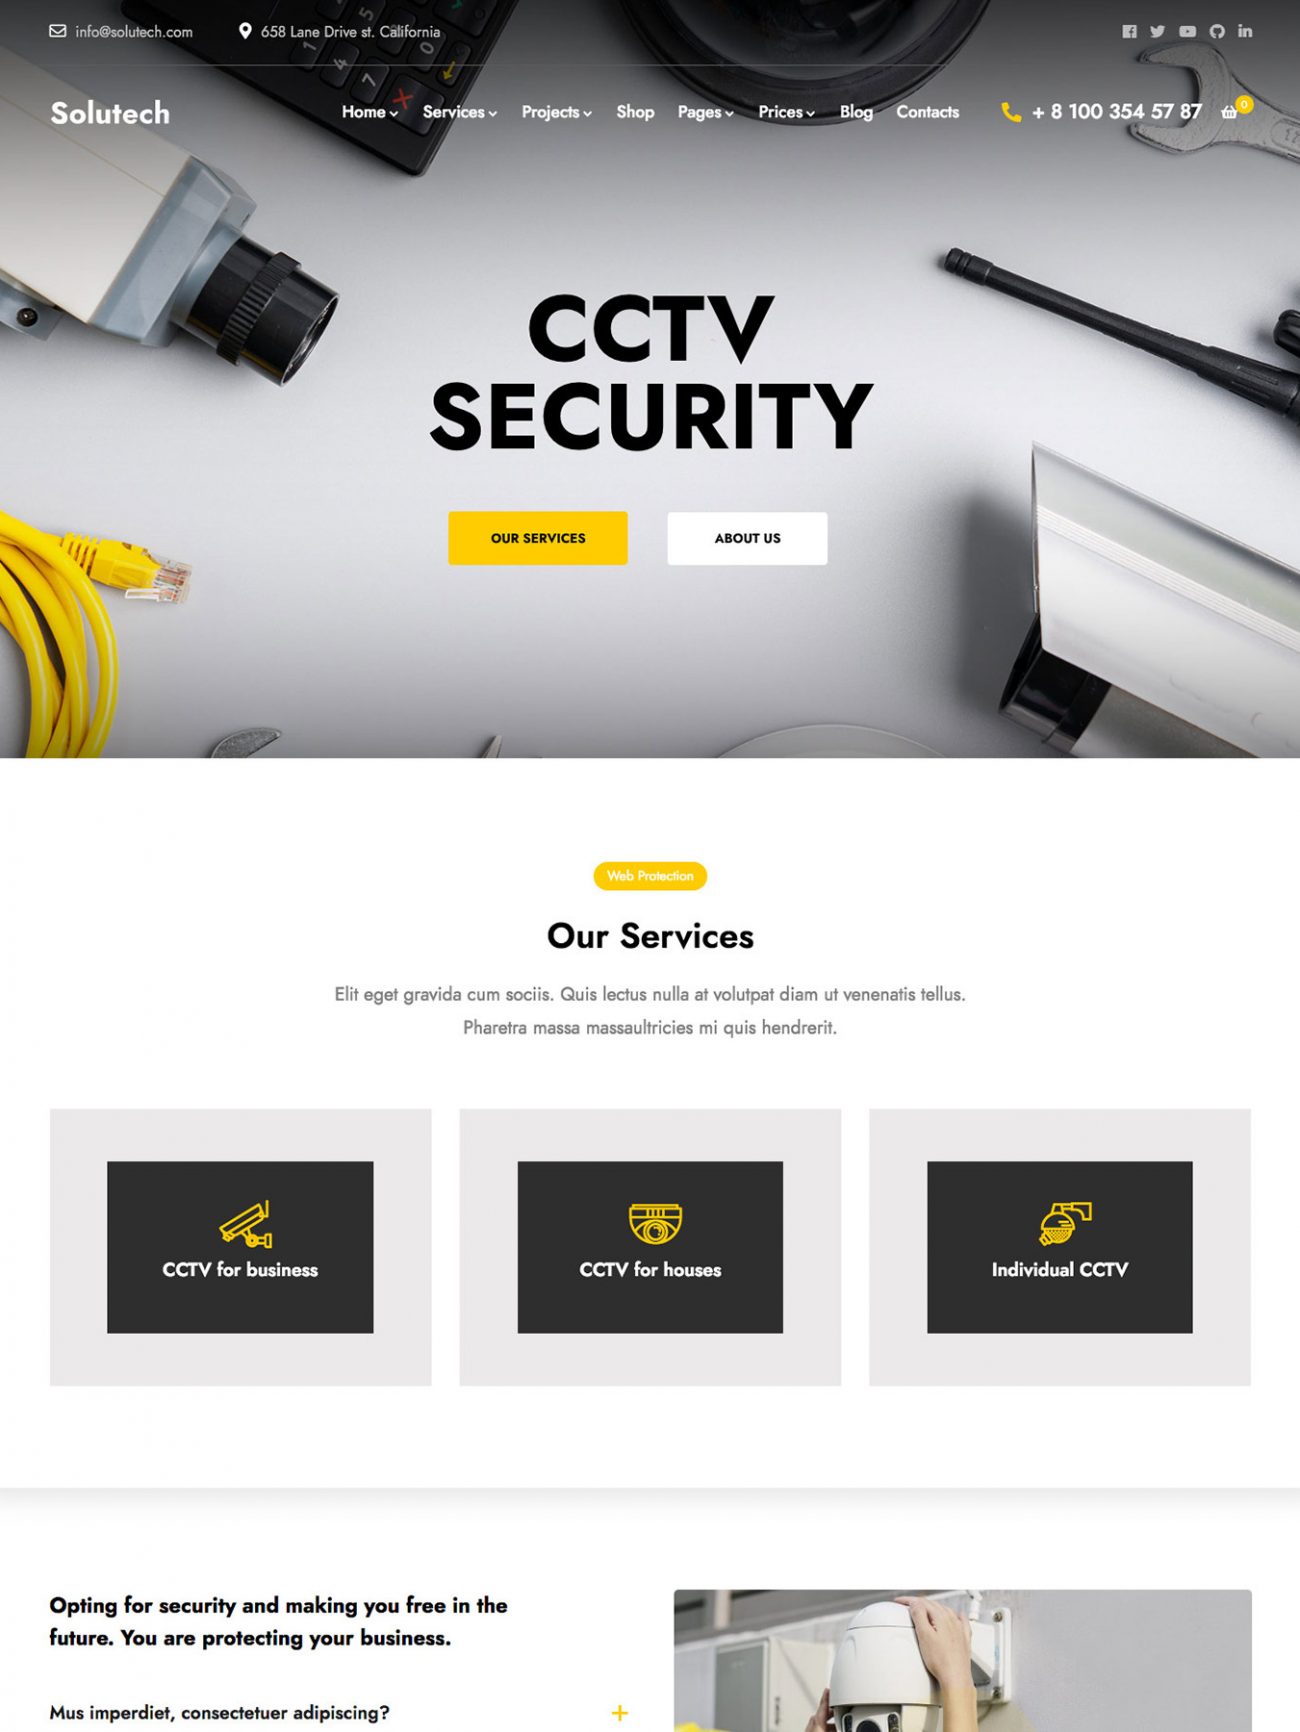 info@solutech.com
658 Lane Drive st. California
Solutech
Home
Services
Projects
Shop
Pages
Prices
Blog
Contacts
+ 8 100 354 57 87
0
CCTV
SECURITY
OUR SERVICES
ABOUT US
Web Protection
Our Services
Elit eget gravida cum sociis. Quis lectus nulla at volutpat diam ut venenatis tellus.
Pharetra massa massaultricies mi quis hendrerit.
CCTV for business
CCTV for houses
Individual CCTV
Opting for security and making you free in the
future. You are protecting your business.
Mus imperdiet, consectetuer adipiscing?